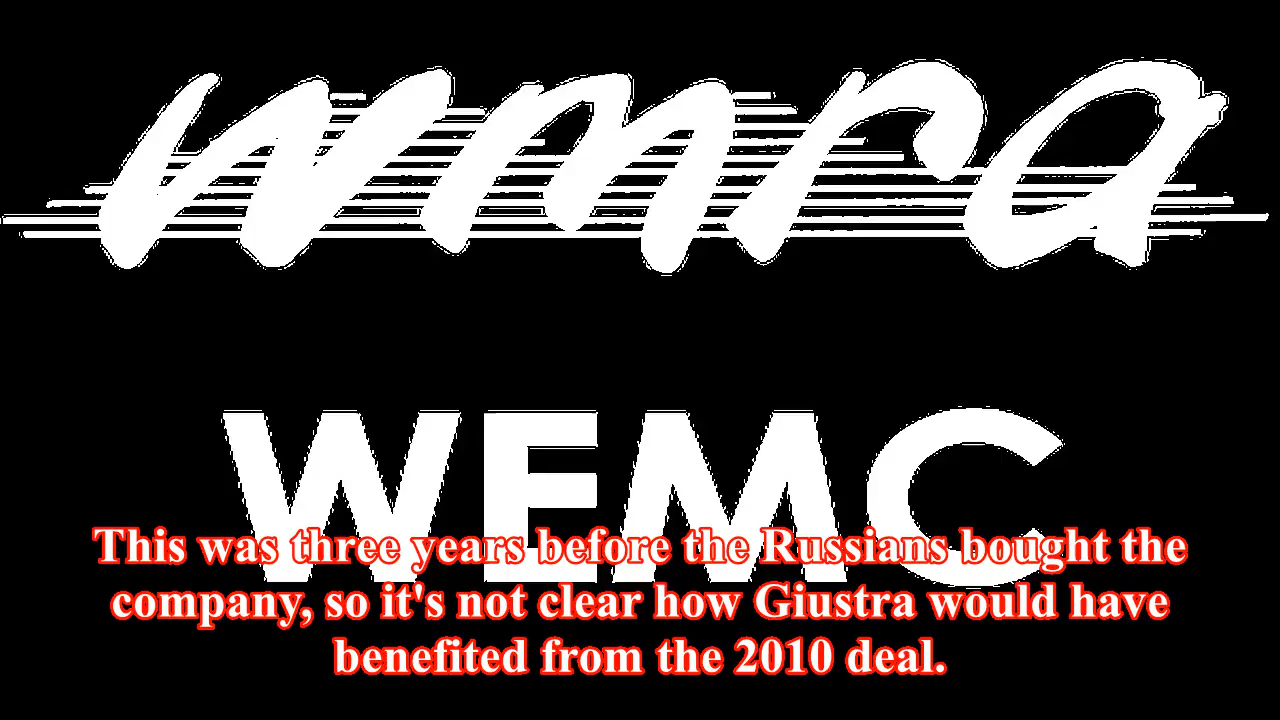 wmra
WEMC
This was three years before the Russians bought the
company, so it's not clear how Giustra would have
benefited from the 2010 deal.